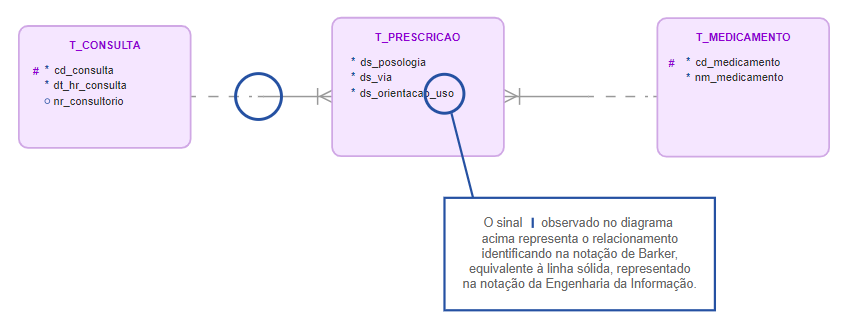 T_CONSULTA
# * cd_consulta
* dt_hr_consulta
o nr_consultorio
T_PRESCRICAO
* ds_posologia
* ds_via
* ds_orientacao_uso
T_MEDICAMENTO
# * cd_medicamento
* nm_medicamento
O sinal I observado no diagrama
acima representa o relacionamento
identificando na notação de Barker,
equivalente à linha sólida, representado
na notação da Engenharia da Informação.